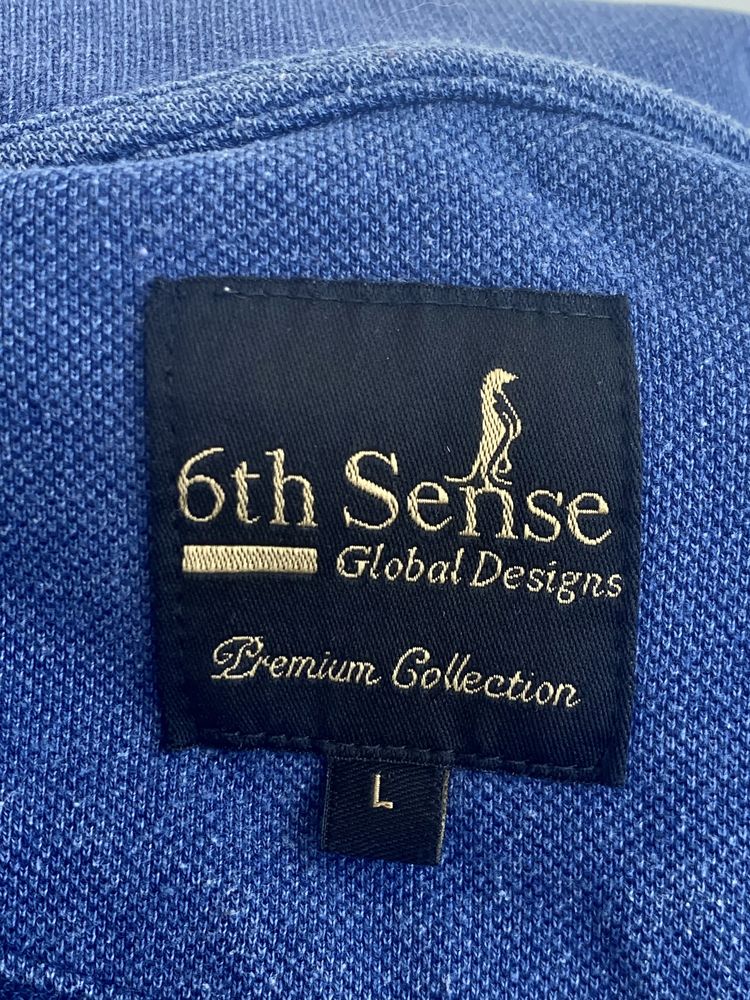 6th Sense
Global Designs
Premium Collection
L